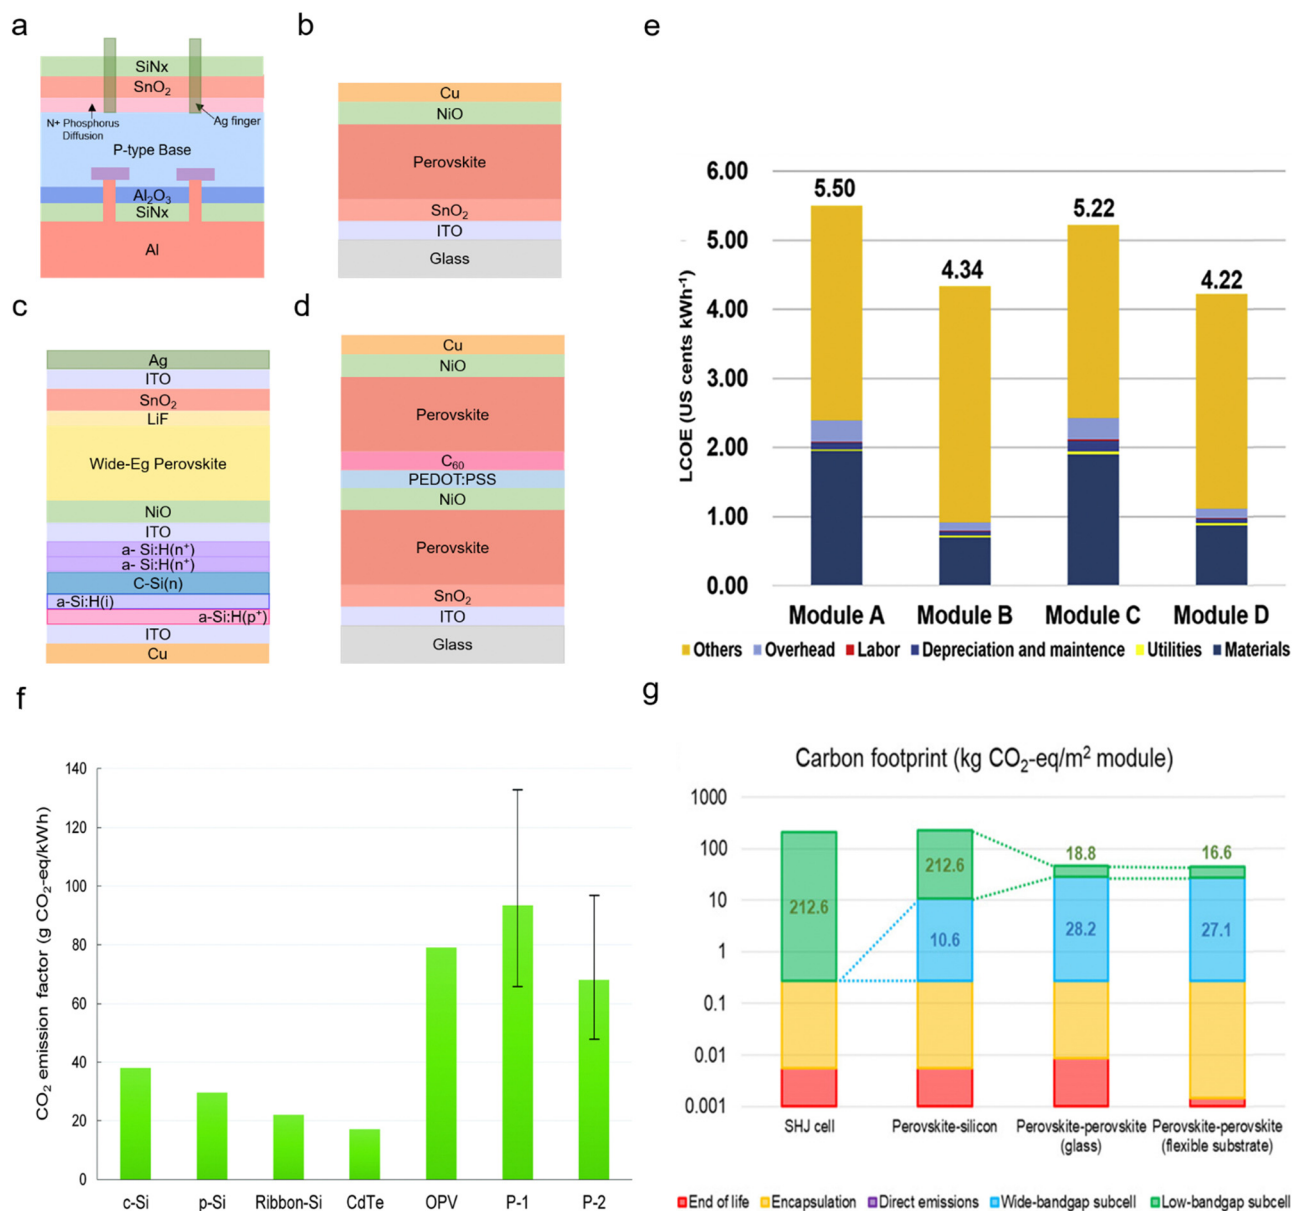 a
SiNx
SnO₂
N+ Phosphorus
Diffusion
Ag finger
P-type Base
Al₂O₃
SiNx
Al
b
Cu
NiO
Perovskite
SnO₂
ITO
Glass
c
Ag
ITO
SnO₂
LiF
Wide-Eg Perovskite
NiO
ITO
a- Si:H(n⁺)
a- Si:H(n⁺)
C-Si(n)
a-Si:H(i)
a-Si:H(p⁺)
ITO
Cu
d
Cu
NiO
Perovskite
C₆₀
PEDOT:PSS
NiO
Perovskite
SnO₂
ITO
Glass
e
LCOE (US cents kWh⁻¹)
6.00
5.00
4.00
3.00
2.00
1.00
0.00
5.50
4.34
5.22
4.22
Module A Module B Module C Module D
Others Overhead Labor Depreciation and maintence Utilities Materials
f
CO₂ emission factor (g CO₂-eq/kWh)
140
120
100
80
60
40
20
0
c-Si p-Si Ribbon-Si CdTe OPV P-1 P-2
g
Carbon footprint (kg CO₂-eq/m² module)
1000
100
10
1
0.1
0.01
0.001
212.6
212.6
10.6
18.8
28.2
16.6
27.1
SHJ cell
Perovskite-silicon
Perovskite-perovskite
(glass)
Perovskite-perovskite
(flexible substrate)
End of life Encapsulation Direct emissions Wide-bandgap subcell Low-bandgap subcell